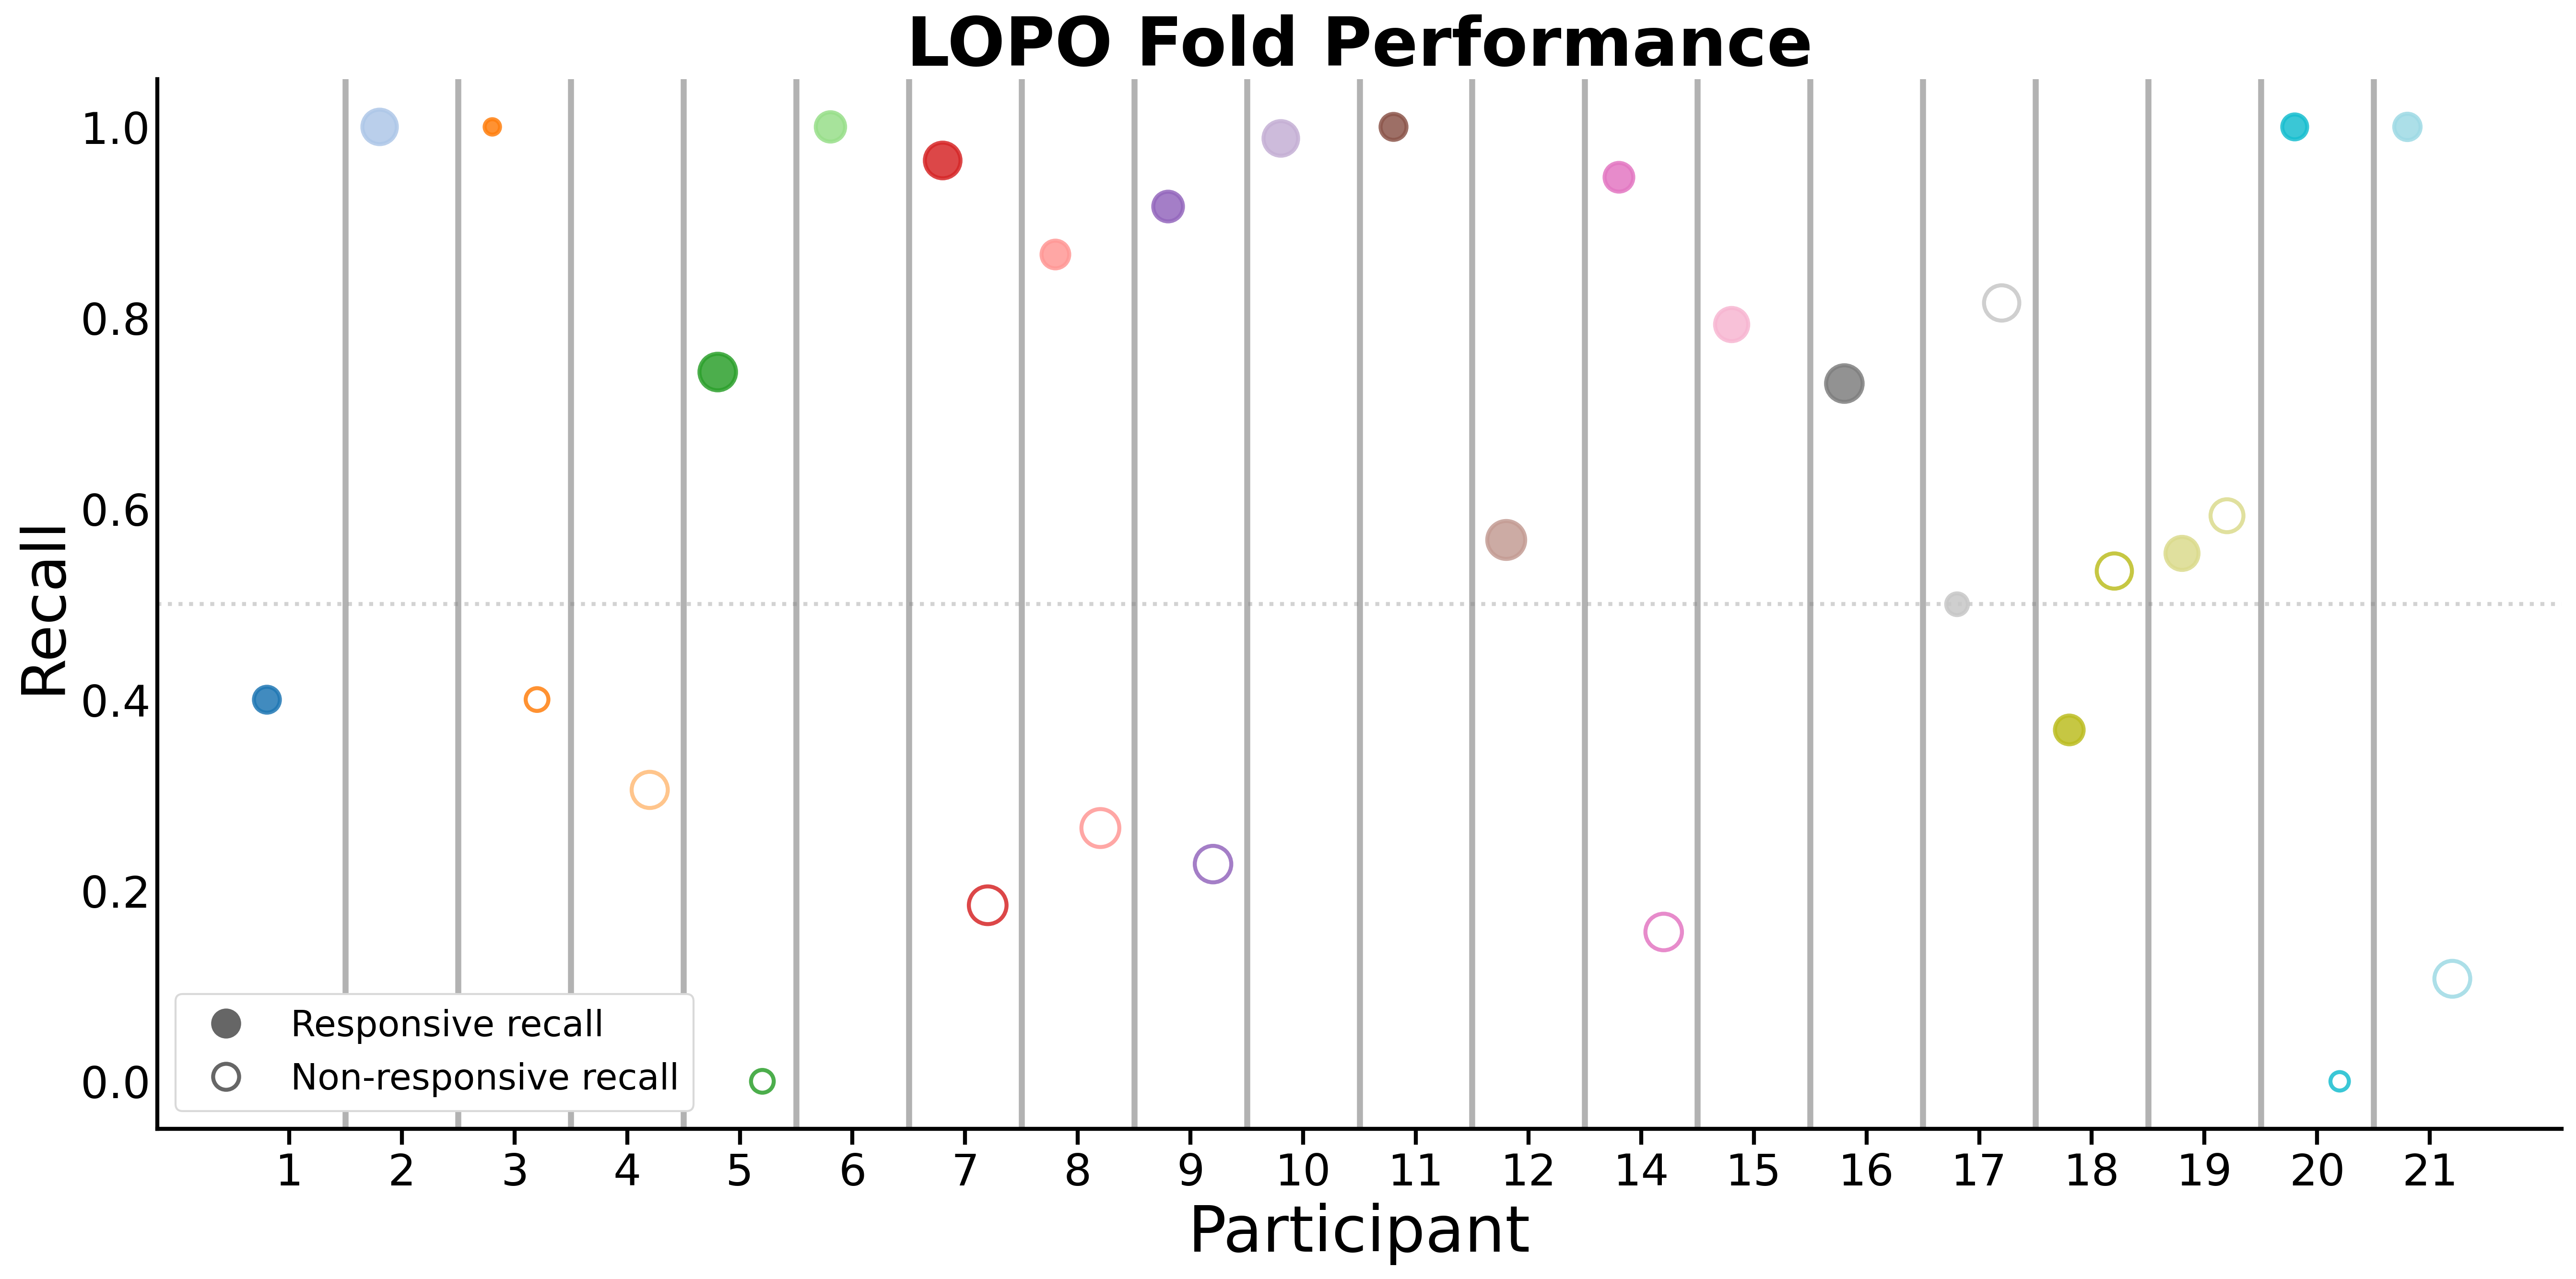 LOPO Fold Performance
Recall
1.0
0.8
0.6
0.4
0.2
0.0
Responsive recall
Non-responsive recall
1 2 3 4 5 6 7 8 9 10 11 12 14 15 16 17 18 19 20 21
Participant